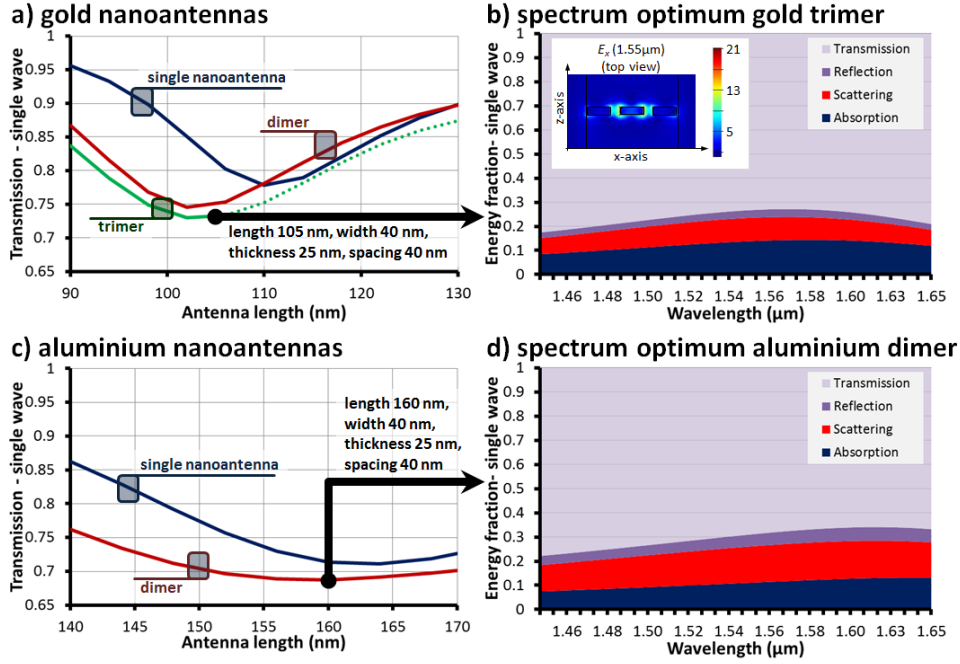 a) gold nanoantennas
Transmission - single wave
1
0.95
0.9
0.85
0.8
0.75
0.7
0.65
single nanoantenna
dimer
trimer
length 105 nm, width 40 nm,
thickness 25 nm, spacing 40 nm
90
100
110
120
130
Antenna length (nm)
b) spectrum optimum gold trimer
Energy fraction- single wave
1
0.9
0.8
0.7
0.6
0.5
0.4
0.3
0.2
0.1
0
Ex (1.55µm)
(top view)
z-axis
x-axis
21
13
5
Transmission
Reflection
Scattering
Absorption
1.46
1.48
1.50
1.52
1.54
1.56
1.58
1.60
1.62
1.65
Wavelength (µm)
c) aluminium nanoantennas
Transmission - single wave
1
0.95
0.9
0.85
0.8
0.75
0.7
0.65
single nanoantenna
dimer
length 160 nm,
width 40 nm,
thickness 25 nm,
spacing 40 nm
140
145
150
155
160
165
170
Antenna length (nm)
d) spectrum optimum aluminium dimer
Energy fraction- single wave
1
0.9
0.8
0.7
0.6
0.5
0.4
0.3
0.2
0.1
0
Transmission
Reflection
Scattering
Absorption
1.46
1.48
1.50
1.52
1.54
1.56
1.58
1.60
1.62
1.65
Wavelength (µm)